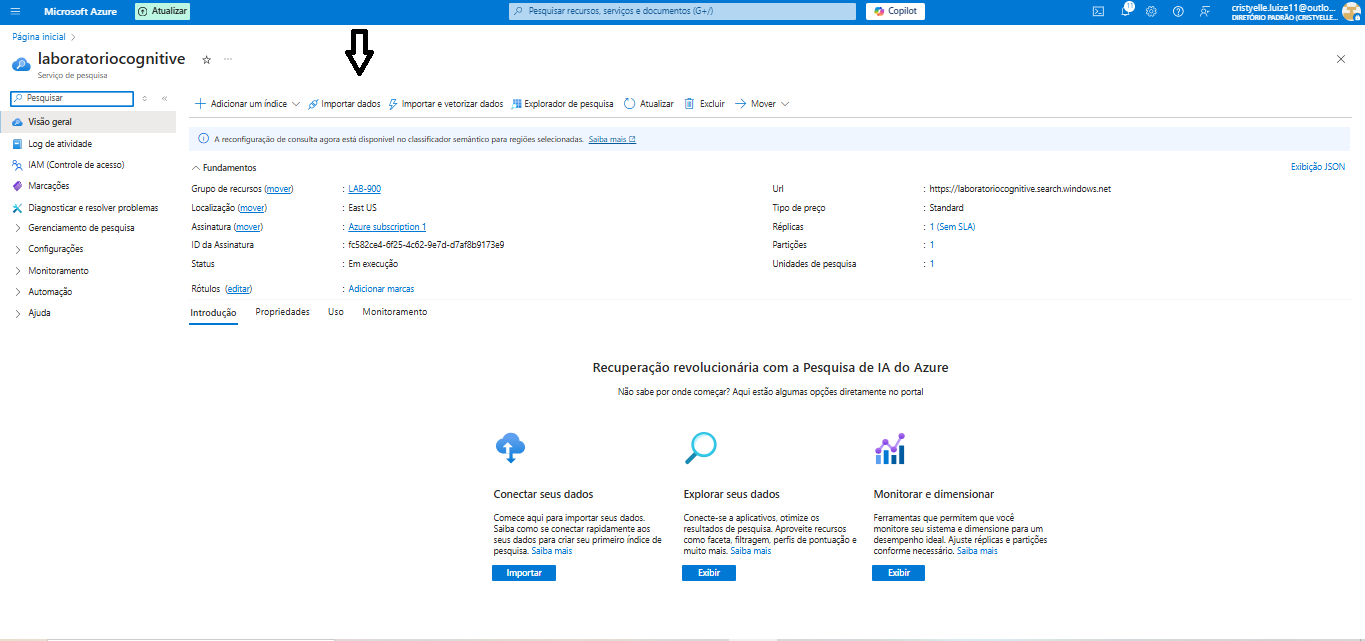 Microsoft Azure
Atualizar
Pesquisar recursos, serviços e documentos (G+/)
Copilot
11
cristyelle.luize11@outlo...
DIRETÓRIO PADRÃO (CRISTYELLE....
Página inicial >
laboratoriocognitive
Serviço de pesquisa
Pesquisar
Visão geral
Log de atividade
IAM (Controle de acesso)
Marcações
Diagnosticar e resolver problemas
Gerenciamento de pesquisa
Configurações
Monitoramento
Automação
Ajuda
Adicionar um índice
Importar dados
Importar e vetorizar dados
Explorador de pesquisa
Atualizar
Excluir
Mover
A reconfiguração de consulta agora está disponível no classificador semântico para regiões selecionadas. Saiba mais
Fundamentos
Exibição JSON
Grupo de recursos (mover) : LAB-900
Localização (mover) : East US
Assinatura (mover) : Azure subscription 1
ID da Assinatura : fc582ce4-6f25-4c62-9e7d-d7af8b9173e9
Status : Em execução
Url : https://laboratoriocognitive.search.windows.net
Tipo de preço : Standard
Réplicas : 1 (Sem SLA)
Partições : 1
Unidades de pesquisa : 1
Rótulos (editar) : Adicionar marcas
Introdução
Propriedades
Uso
Monitoramento
Recuperação revolucionária com a Pesquisa de IA do Azure
Não sabe por onde começar? Aqui estão algumas opções diretamente no portal
Conectar seus dados
Comece aqui para importar seus dados.
Saiba como se conectar rapidamente aos
seus dados para criar seu primeiro índice de
pesquisa. Saiba mais
Importar
Explorar seus dados
Conecte-se a aplicativos, otimize os
resultados de pesquisa. Aproveite recursos
como faceta, filtragem, perfis de pontuação e
muito mais. Saiba mais
Exibir
Monitorar e dimensionar
Ferramentas que permitem que você
monitore seu sistema e dimensione para um
desempenho ideal. Ajuste réplicas e partições
conforme necessário. Saiba mais
Exibir